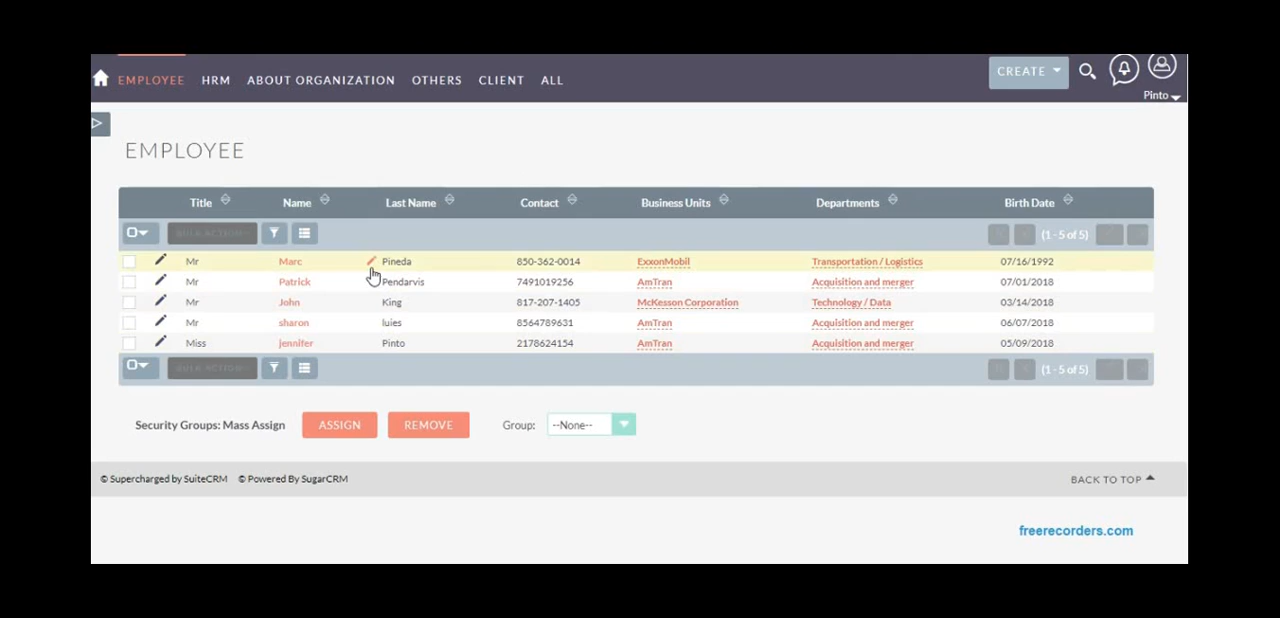 CREATE
EMPLOYEE HRM ABOUT ORGANIZATION OTHERS CLIENT ALL
Pinto
EMPLOYEE
Title Name Last Name Contact Business Units Departments Birth Date
BULK ACTION (1 - 5 of 5)
Mr Marc Pineda 850-362-0014 ExxonMobil Transportation / Logistics 07/16/1992
Mr Patrick Pendarvis 7491019256 AmTran Acquisition and merger 07/01/2018
Mr John King 817-207-1405 McKesson Corporation Technology / Data 03/14/2018
Mr sharon luies 8564789631 AmTran Acquisition and merger 06/07/2018
Miss jennifer Pinto 2178624154 AmTran Acquisition and merger 05/09/2018
BULK ACTION (1 - 5 of 5)
Security Groups: Mass Assign ASSIGN REMOVE Group: --None--
© Supercharged by SuiteCRM © Powered By SugarCRM BACK TO TOP
freerecorders.com